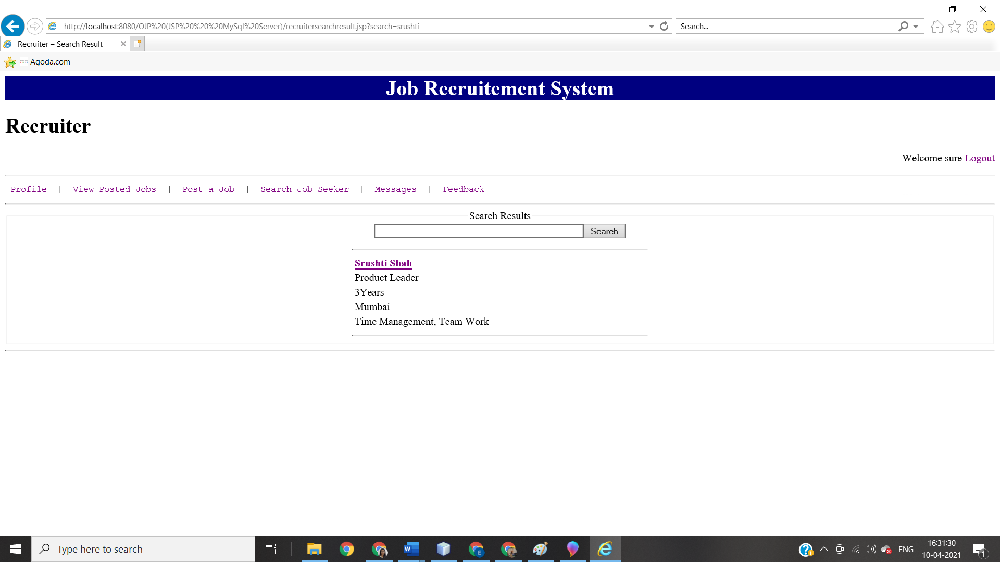 http://localhost:8080/OJP%20(JSP%20%20%20MySql%20Server)/recruitersearchresult.jsp?search=srushti
Search...
Recruiter – Search Result
Agoda.com
Job Recruitement System
Recruiter
Welcome sure Logout
Profile | View Posted Jobs | Post a Job | Search Job Seeker | Messages | Feedback
Search Results
Search
Srushti Shah
Product Leader
3Years
Mumbai
Time Management, Team Work
Type here to search
W
E
ENG
16:31:30
10-04-2021
1